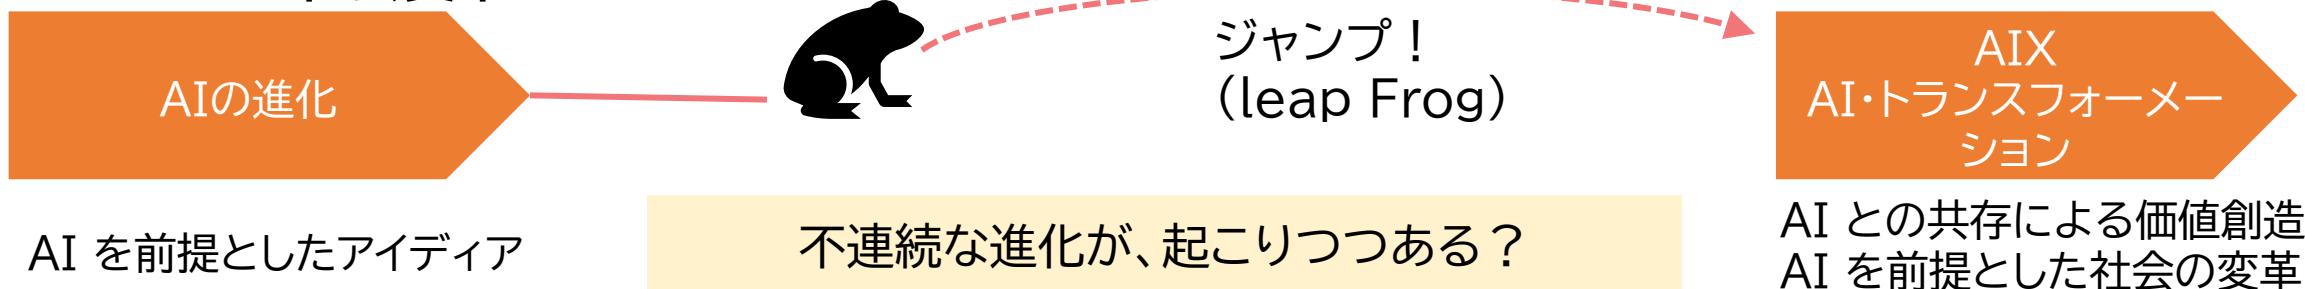 AIの進化
ジャンプ！
（leap Frog）
AIX
AI・トランスフォーメー
ション
AI を前提としたアイディア
不連続な進化が、起こりつつある？
AI との共存による価値創造
AI を前提とした社会の変革